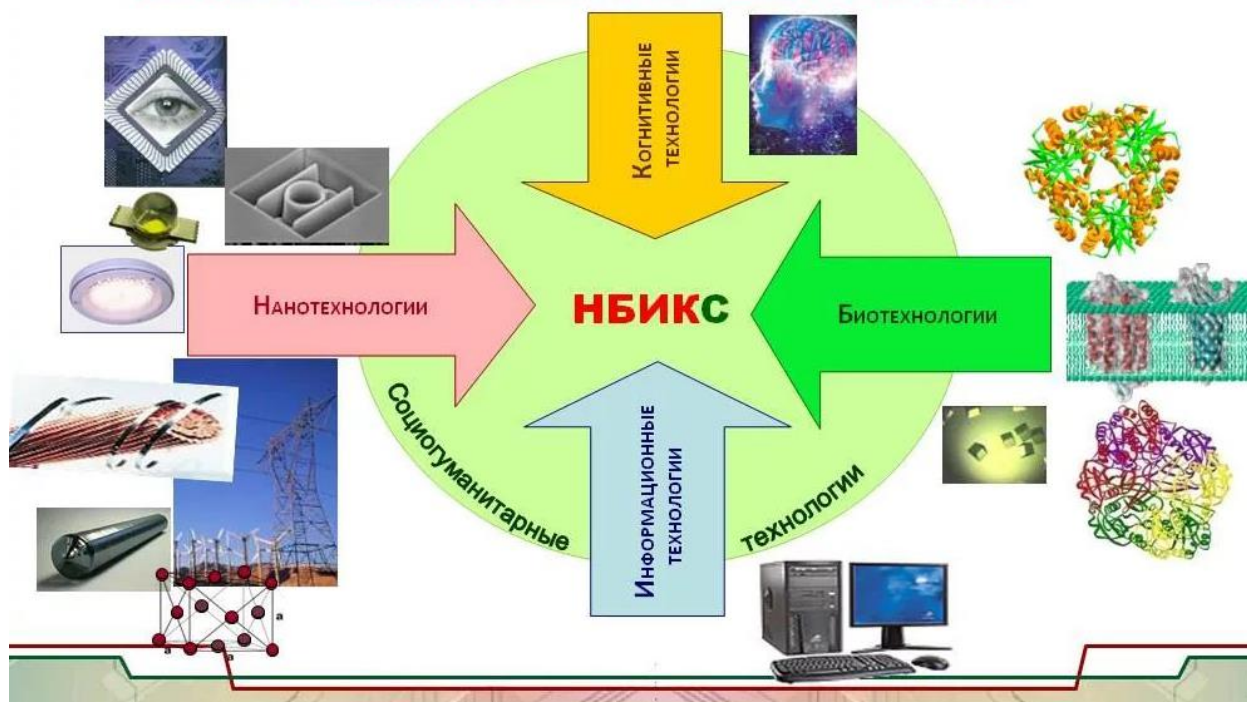 Когнитивные
технологии
Нанотехнологии
НБИКС
Биотехнологии
Социогуманитарные
технологии
Информационные
технологии
a
a
a